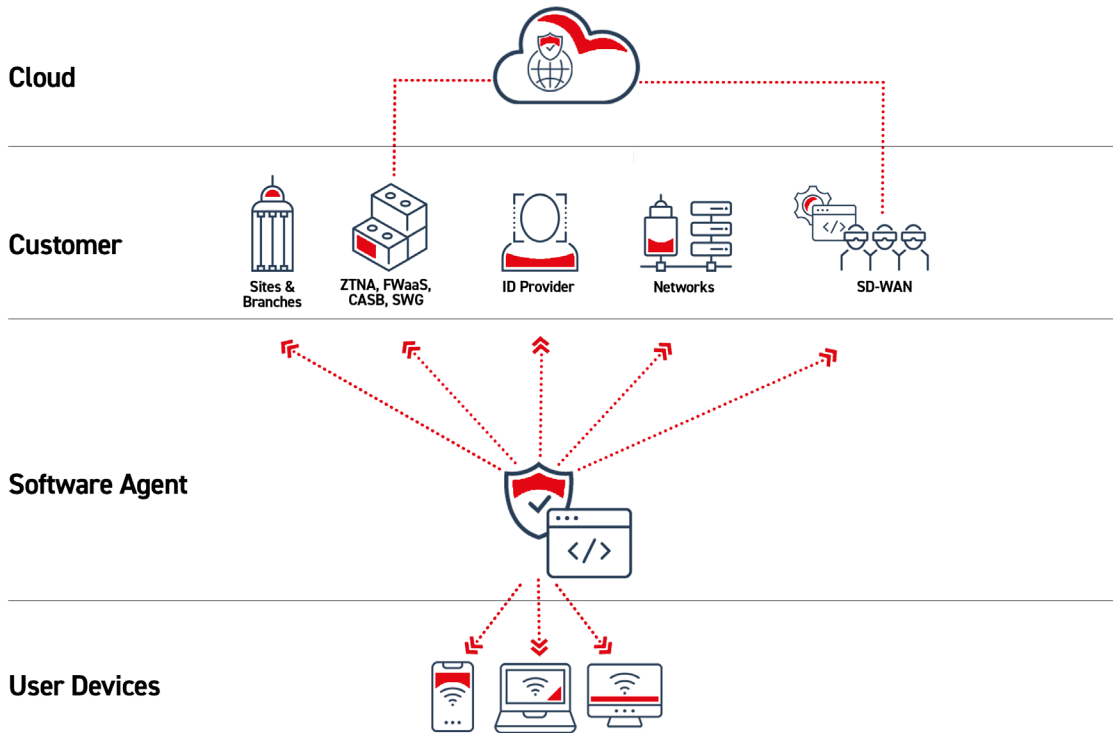 Cloud
Customer
Sites &
Branches
ZTNA, FWaaS,
CASB, SWG
ID Provider
Networks
</>
SD-WAN
Software Agent
</>
User Devices